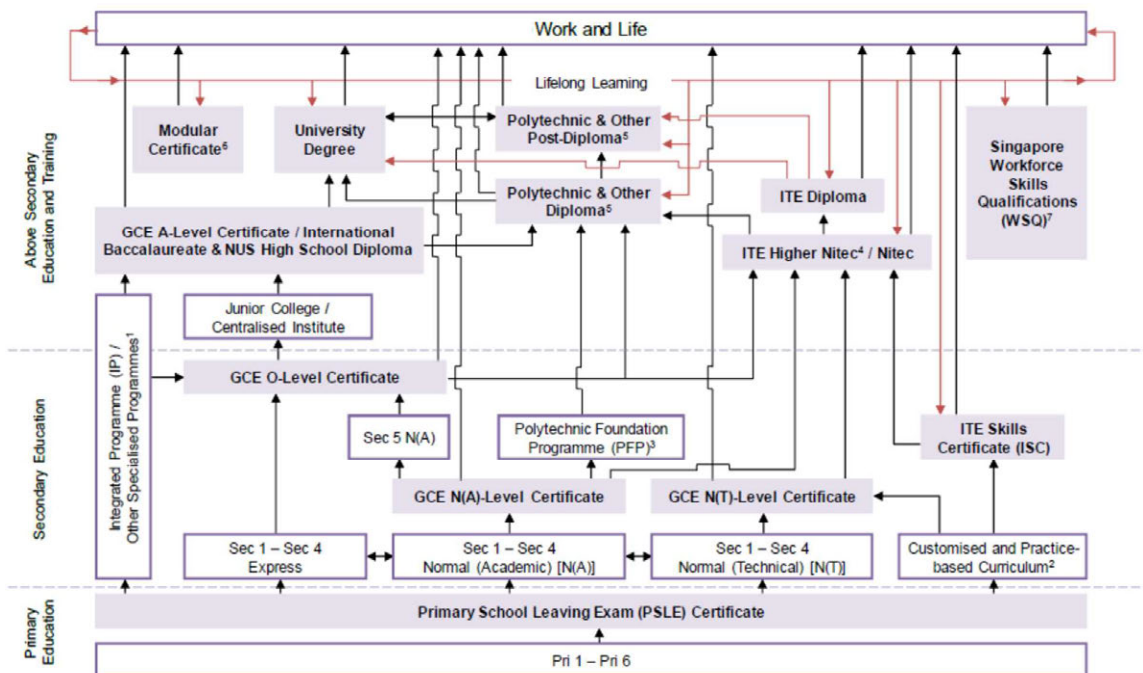 Work and Life
Lifelong Learning
Above Secondary
Education and Training
Modular
Certificate⁶
University
Degree
Polytechnic & Other
Post-Diploma⁵
Singapore
Workforce
Skills
Qualifications
(WSQ)⁷
Polytechnic & Other
Diploma⁵
ITE Diploma
GCE A-Level Certificate / International
Baccalaureate & NUS High School Diploma
ITE Higher Nitec⁴ / Nitec
Junior College /
Centralised Institute
Integrated Programme (IP) /
Other Specialised Programmes¹
Secondary Education
GCE O-Level Certificate
Sec 5 N(A)
Polytechnic Foundation
Programme (PFP)³
ITE Skills
Certificate (ISC)
GCE N(A)-Level Certificate
GCE N(T)-Level Certificate
Sec 1 – Sec 4
Express
Sec 1 – Sec 4
Normal (Academic) [N(A)]
Sec 1 – Sec 4
Normal (Technical) [N(T)]
Customised and Practice-
based Curriculum²
Primary
Education
Primary School Leaving Exam (PSLE) Certificate
Pri 1 – Pri 6